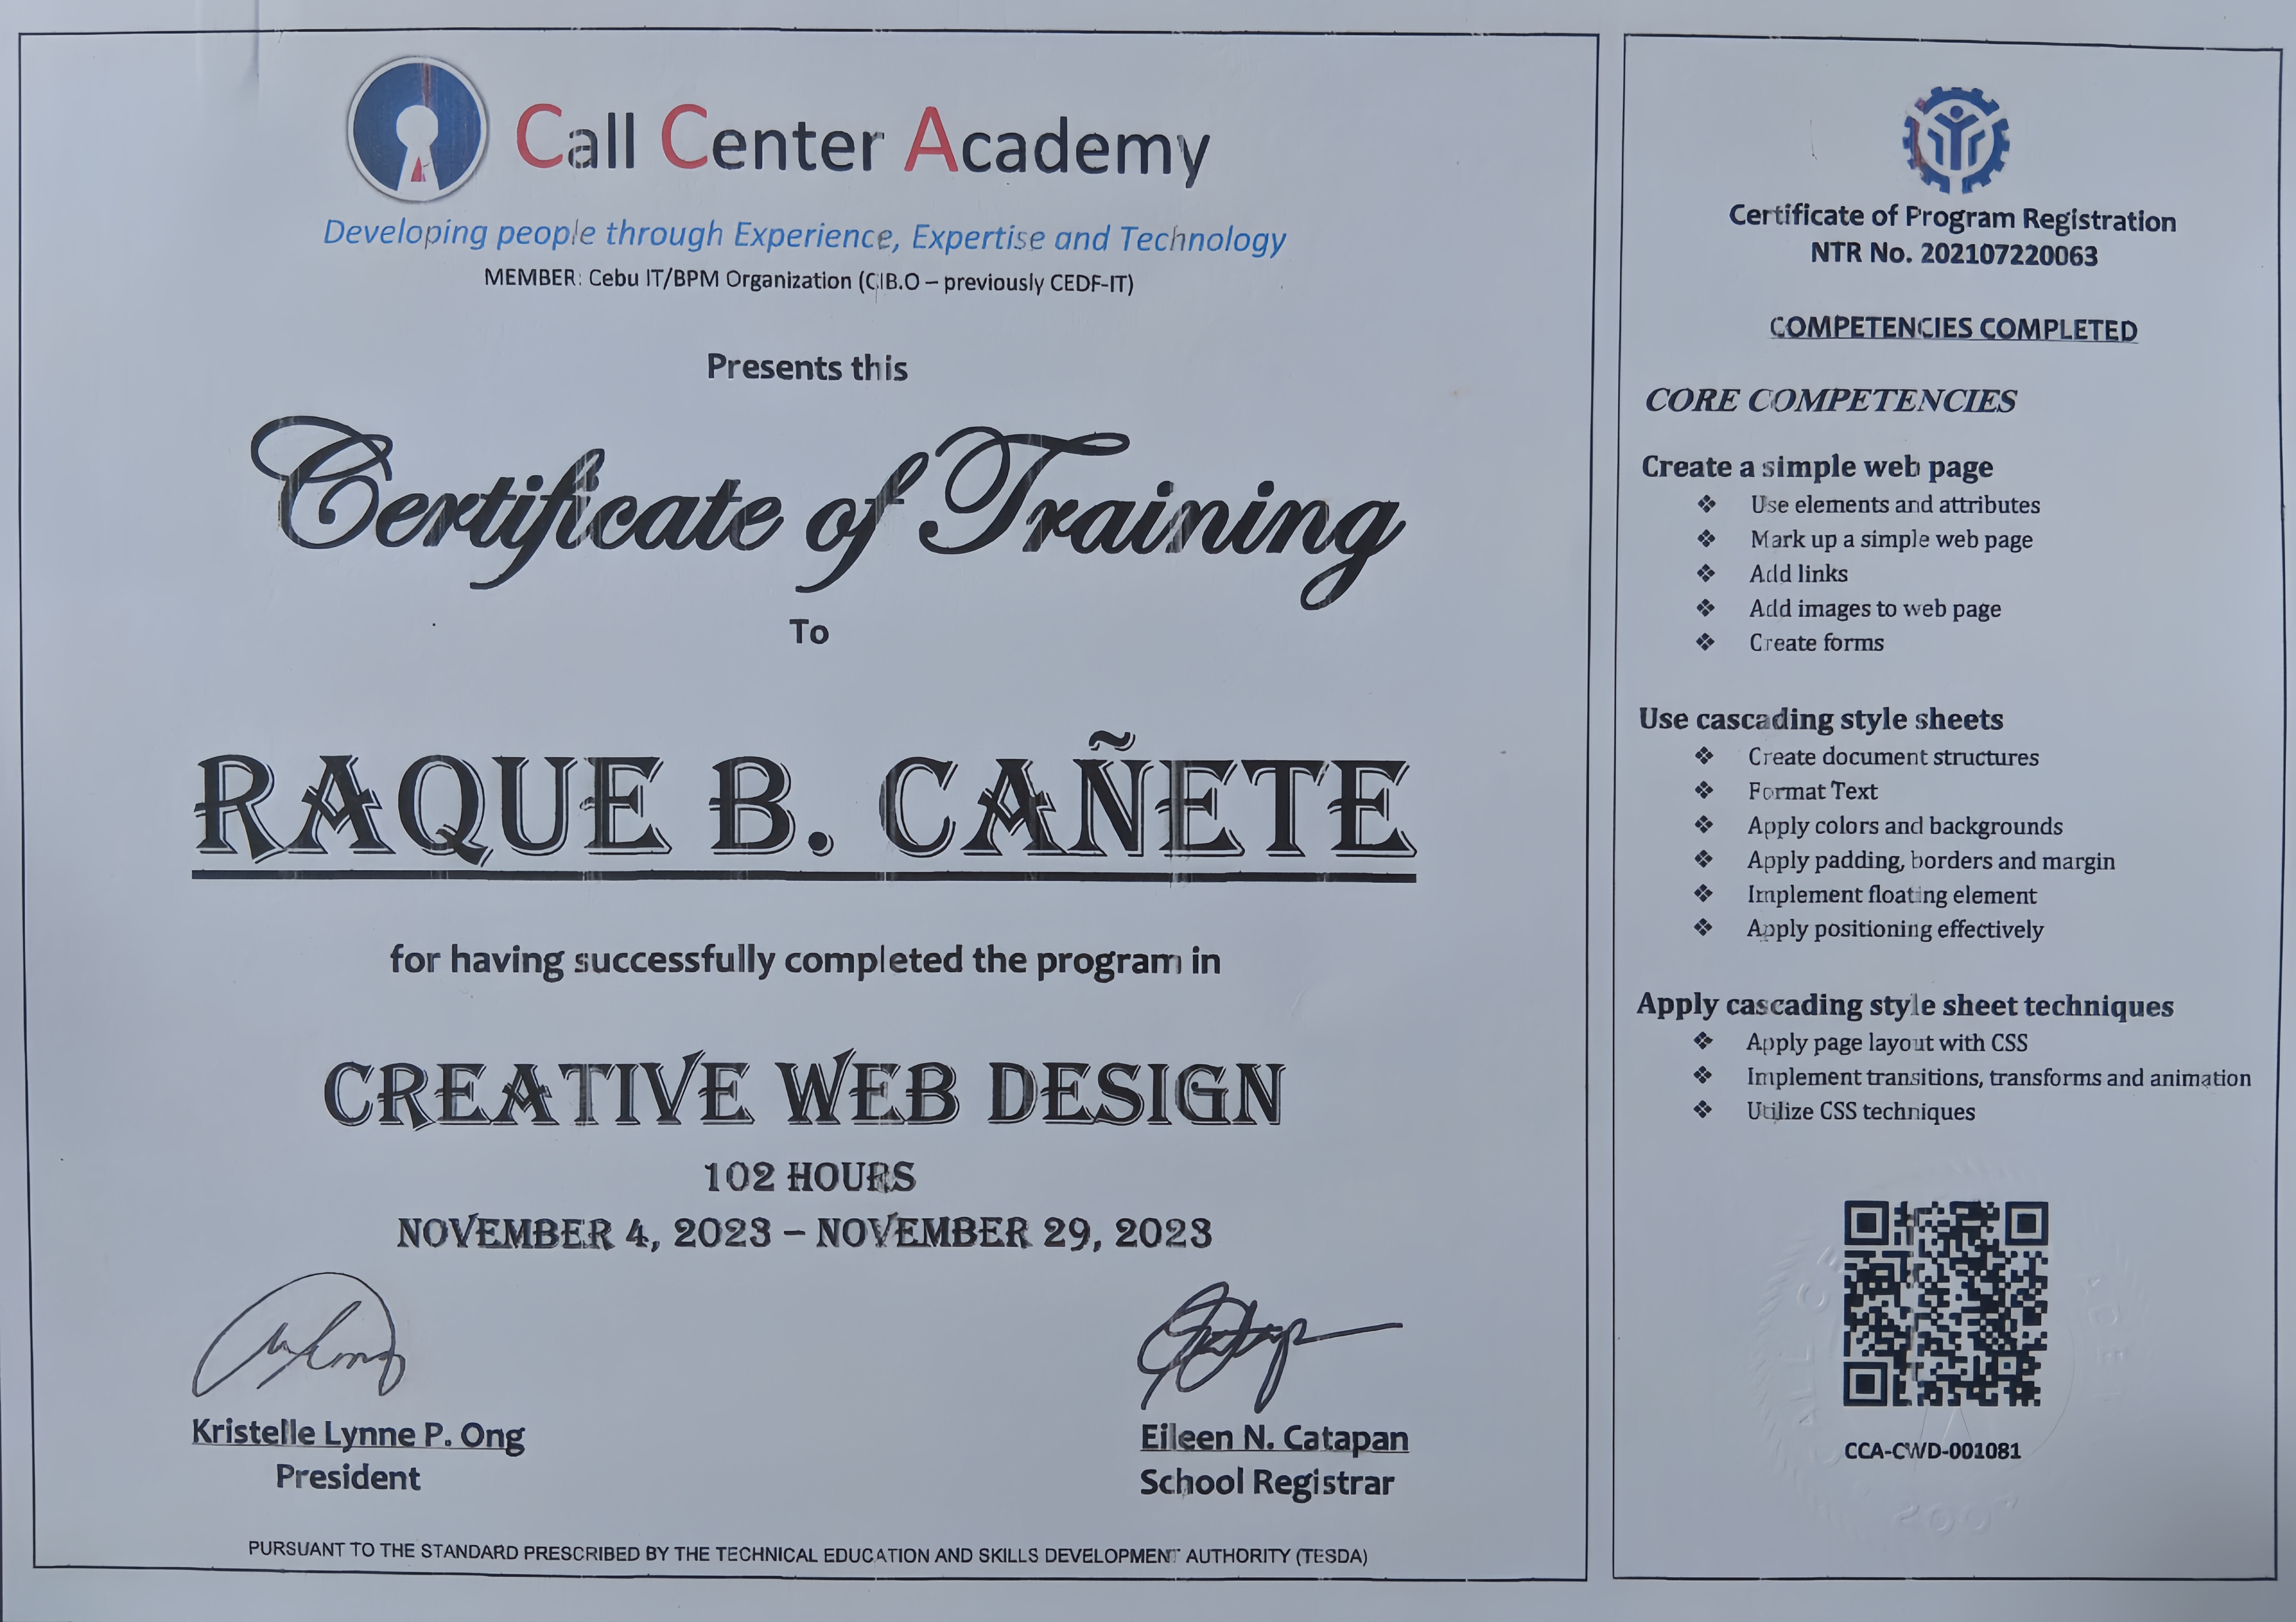 Call Center Academy
Developing people through Experience, Expertise and Technology
MEMBER: Cebu IT/BPM Organization (CIB.O – previously CEDF-IT)
Presents this
Certificate of Training
To
RAQUE B. CAÑETE
for having successfully completed the program in
CREATIVE WEB DESIGN
102 HOURS
NOVEMBER 4, 2023 – NOVEMBER 29, 2023
Kristelle Lynne P. Ong
President
Eileen N. Catapan
School Registrar
PURSUANT TO THE STANDARD PRESCRIBED BY THE TECHNICAL EDUCATION AND SKILLS DEVELOPMENT AUTHORITY (TESDA)
Certificate of Program Registration
NTR No. 202107220063
COMPETENCIES COMPLETED
CORE COMPETENCIES
Create a simple web page
❖ Use elements and attributes
❖ Mark up a simple web page
❖ Add links
❖ Add images to web page
❖ Create forms
Use cascading style sheets
❖ Create document structures
❖ Format Text
❖ Apply colors and backgrounds
❖ Apply padding, borders and margin
❖ Implement floating element
❖ Apply positioning effectively
Apply cascading style sheet techniques
❖ Apply page layout with CSS
❖ Implement transitions, transforms and animation
❖ Utilize CSS techniques
CCA-CWD-001081